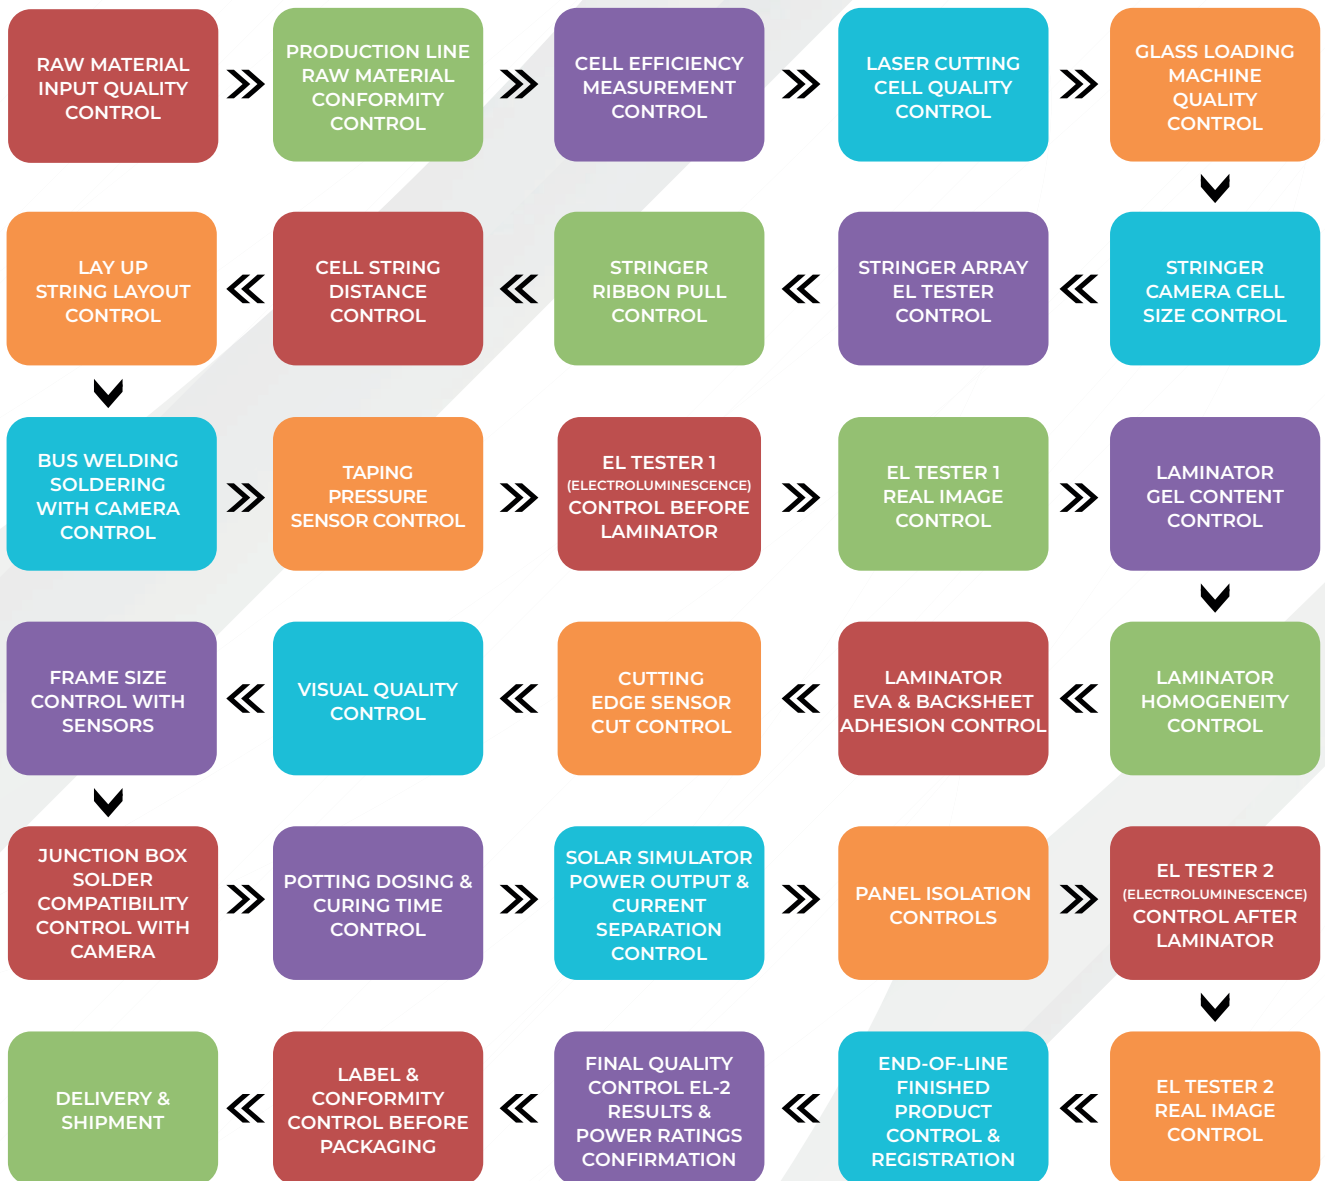 RAW MATERIAL
INPUT QUALITY
CONTROL
PRODUCTION LINE
RAW MATERIAL
CONFORMITY
CONTROL
CELL EFFICIENCY
MEASUREMENT
CONTROL
LASER CUTTING
CELL QUALITY
CONTROL
GLASS LOADING
MACHINE
QUALITY
CONTROL
STRINGER
CAMERA CELL
SIZE CONTROL
STRINGER ARRAY
EL TESTER
CONTROL
STRINGER
RIBBON PULL
CONTROL
CELL STRING
DISTANCE
CONTROL
LAY UP
STRING LAYOUT
CONTROL
BUS WELDING
SOLDERING
WITH CAMERA
CONTROL
TAPING
PRESSURE
SENSOR CONTROL
EL TESTER 1
(ELECTROLUMINESCENCE)
CONTROL BEFORE
LAMINATOR
EL TESTER 1
REAL IMAGE
CONTROL
LAMINATOR
GEL CONTENT
CONTROL
LAMINATOR
HOMOGENEITY
CONTROL
LAMINATOR
EVA & BACKSHEET
ADHESION CONTROL
CUTTING
EDGE SENSOR
CUT CONTROL
VISUAL QUALITY
CONTROL
FRAME SIZE
CONTROL WITH
SENSORS
JUNCTION BOX
SOLDER
COMPATIBILITY
CONTROL WITH
CAMERA
POTTING DOSING &
CURING TIME
CONTROL
SOLAR SIMULATOR
POWER OUTPUT &
CURRENT
SEPARATION
CONTROL
PANEL ISOLATION
CONTROLS
EL TESTER 2
(ELECTROLUMINESCENCE)
CONTROL AFTER
LAMINATOR
EL TESTER 2
REAL IMAGE
CONTROL
END-OF-LINE
FINISHED
PRODUCT
CONTROL &
REGISTRATION
FINAL QUALITY
CONTROL EL-2
RESULTS &
POWER RATINGS
CONFIRMATION
LABEL &
CONFORMITY
CONTROL BEFORE
PACKAGING
DELIVERY &
SHIPMENT